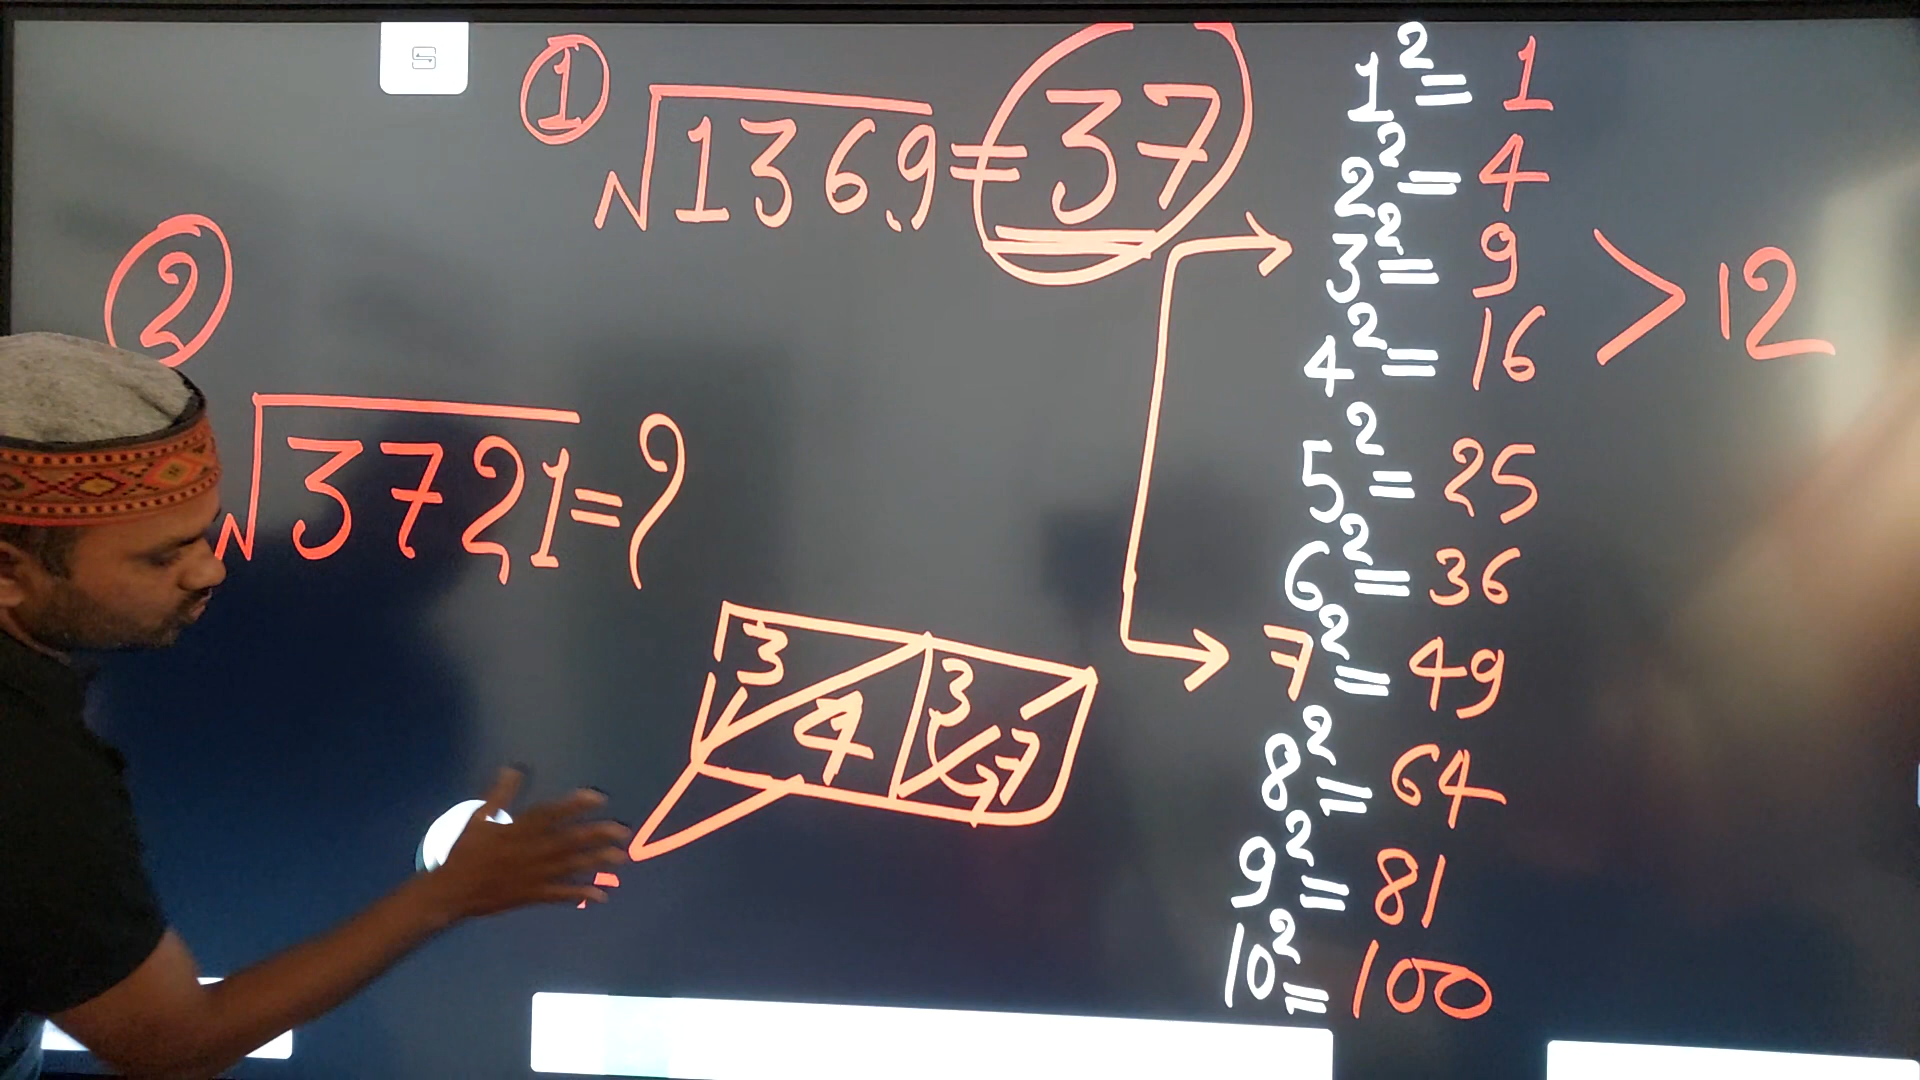 ①
√1369 = 37
②
√3721 = ?
3
4
3
7
1² = 1
2² = 4
3² = 9
4² = 16
> 12
5² = 25
6² = 36
7² = 49
8² = 64
9² = 81
10² = 100